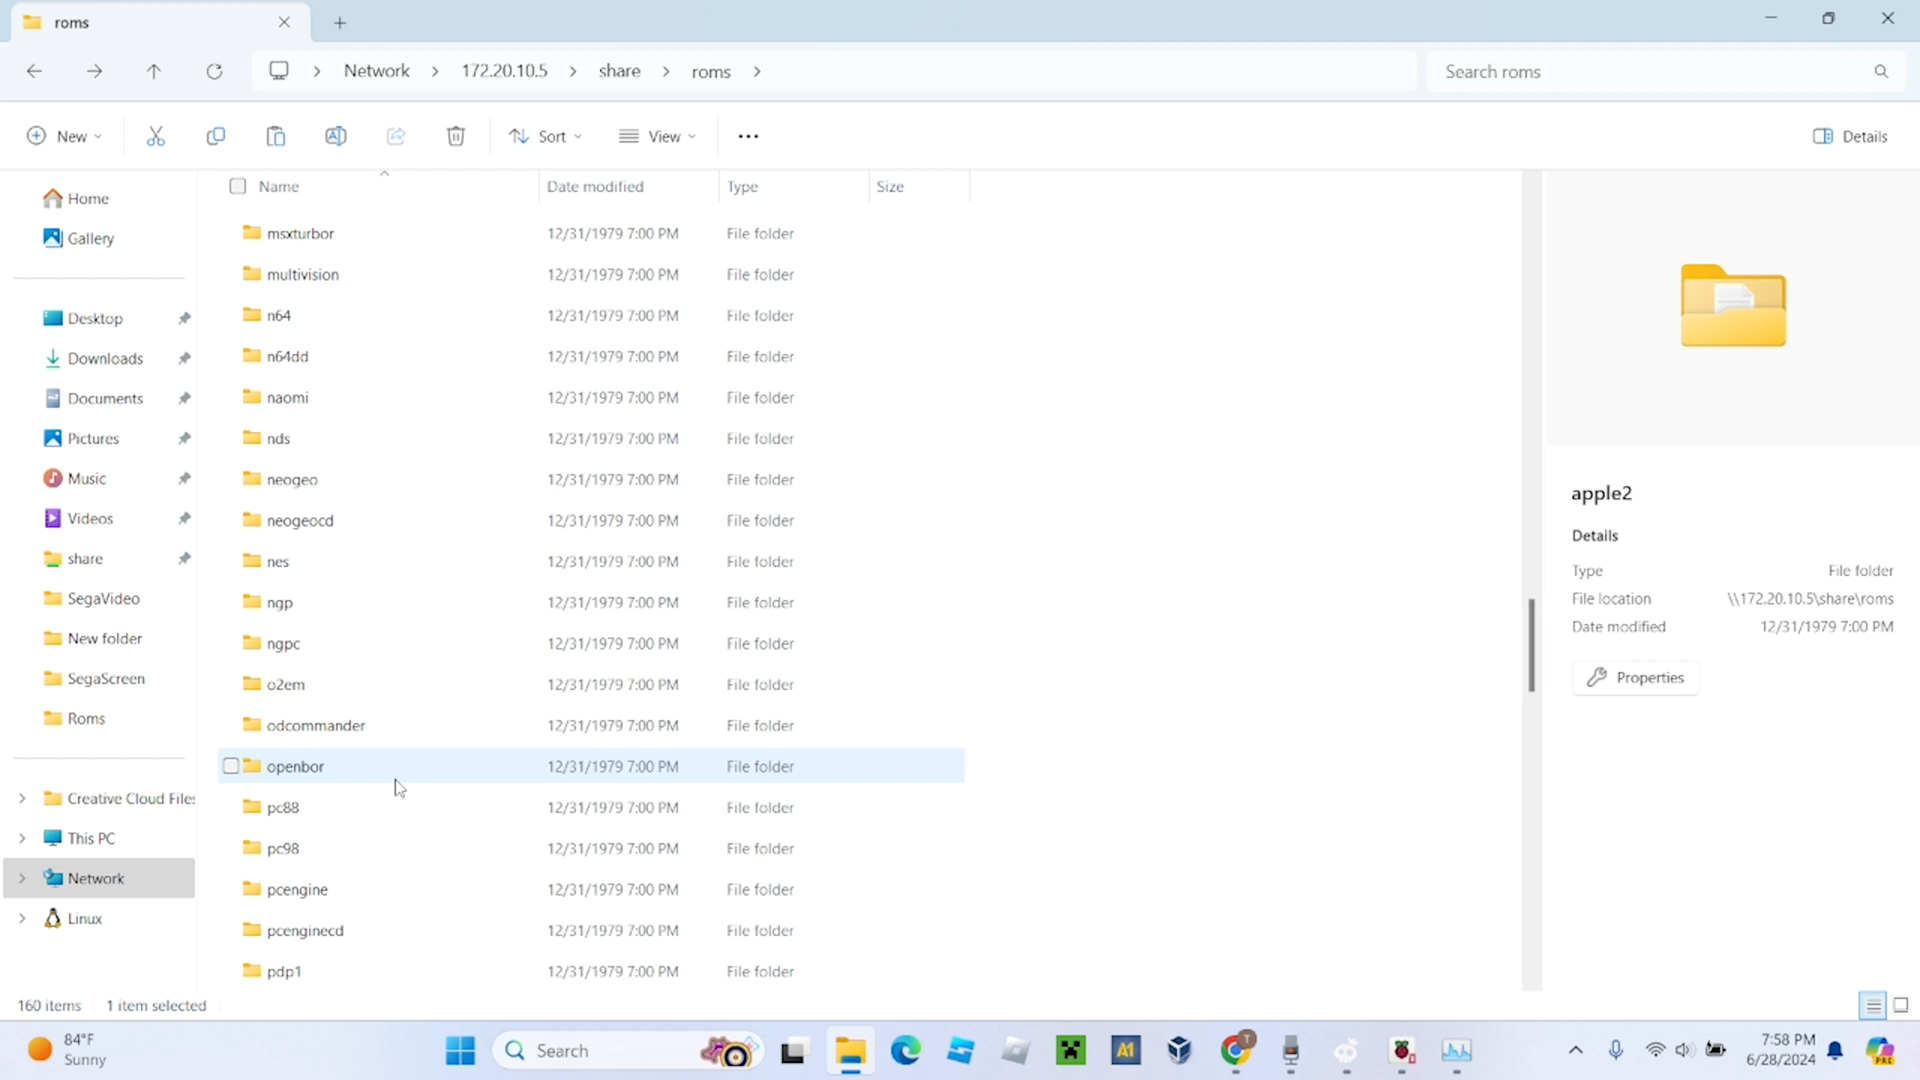 roms
Network
172.20.10.5
share
roms
Search roms
New
Sort
View
Details
Name
Date modified
Type
Size
Home
Gallery
Desktop
Downloads
Documents
Pictures
Music
Videos
share
SegaVideo
New folder
SegaScreen
Roms
Creative Cloud Files
This PC
Network
Linux
msxturbor 12/31/1979 7:00 PM File folder
multivision 12/31/1979 7:00 PM File folder
n64 12/31/1979 7:00 PM File folder
n64dd 12/31/1979 7:00 PM File folder
naomi 12/31/1979 7:00 PM File folder
nds 12/31/1979 7:00 PM File folder
neogeo 12/31/1979 7:00 PM File folder
neogeocd 12/31/1979 7:00 PM File folder
nes 12/31/1979 7:00 PM File folder
ngp 12/31/1979 7:00 PM File folder
ngpc 12/31/1979 7:00 PM File folder
o2em 12/31/1979 7:00 PM File folder
odcommander 12/31/1979 7:00 PM File folder
openbor 12/31/1979 7:00 PM File folder
pc88 12/31/1979 7:00 PM File folder
pc98 12/31/1979 7:00 PM File folder
pcengine 12/31/1979 7:00 PM File folder
pcenginecd 12/31/1979 7:00 PM File folder
pdp1 12/31/1979 7:00 PM File folder
apple2
Details
Type File folder
File location \\172.20.10.5\share\roms
Date modified 12/31/1979 7:00 PM
Properties
160 items 1 item selected
84°F
Sunny
Search
AI
T
7:58 PM
6/28/2024
PRE